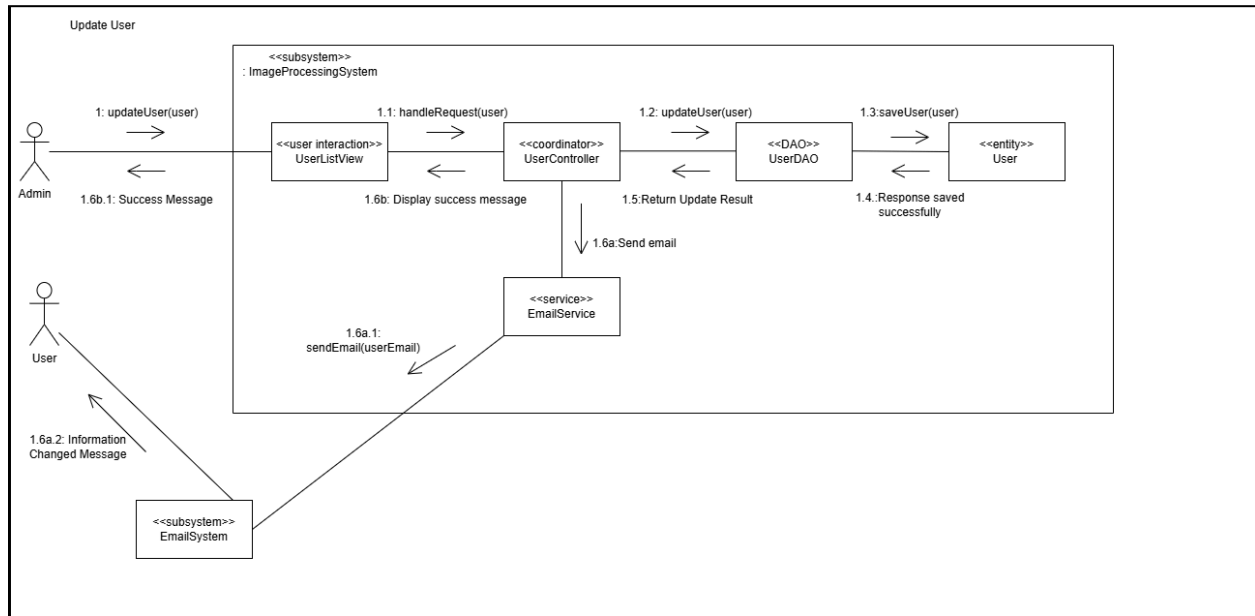 Update User
<<subsystem>>
: ImageProcessingSystem
1: updateUser(user)
1.1: handleRequest(user)
1.2: updateUser(user)
1.3:saveUser(user)
<<user interaction>>
UserListView
<<coordinator>>
UserController
<<DAO>>
UserDAO
<<entity>>
User
Admin
1.6b.1: Success Message
1.6b: Display success message
1.5:Return Update Result
1.4.:Response saved
successfully
1.6a:Send email
<<service>>
EmailService
1.6a.1:
sendEmail(userEmail)
User
1.6a.2: Information
Changed Message
<<subsystem>>
EmailSystem